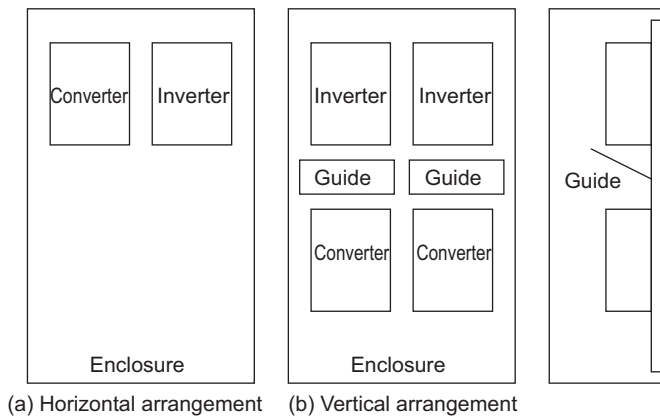 Converter
Inverter
Enclosure
(a) Horizontal arrangement
Inverter
Inverter
Guide
Guide
Converter
Converter
Enclosure
(b) Vertical arrangement
Guide